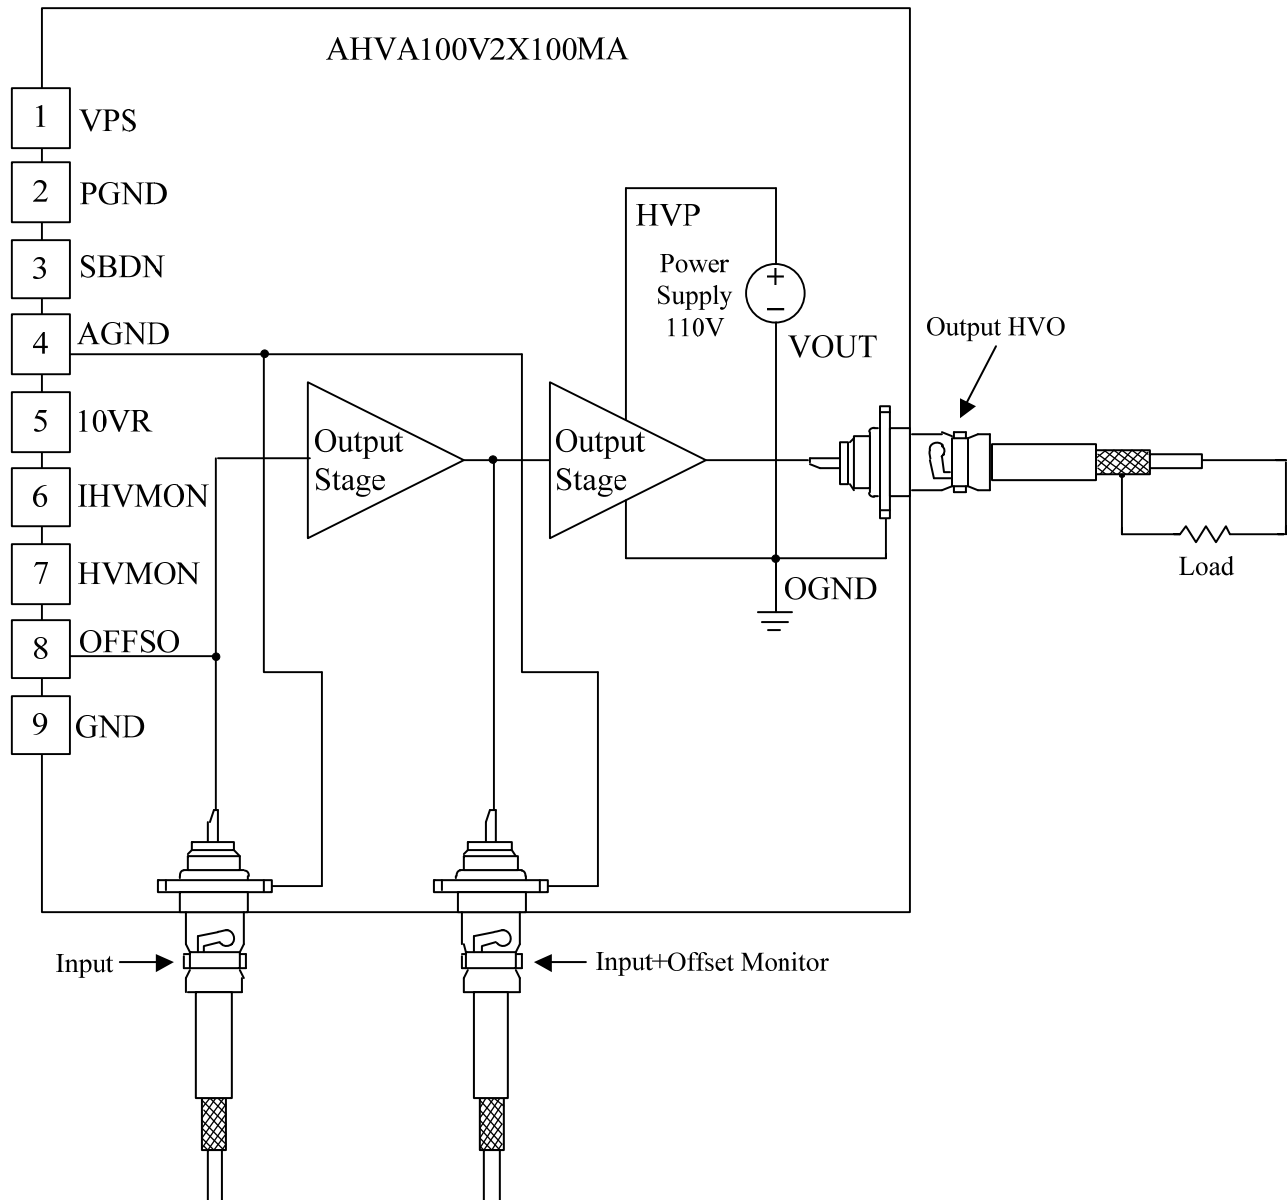 AHVA100V2X100MA
1 VPS
2 PGND
3 SBDN
4 AGND
5 10VR
6 IHVMON
7 HVMON
8 OFFSO
9 GND
HVP
Power
Supply
110V
+
−
VOUT
Output HVO
Output
Stage
Output
Stage
OGND
Load
Input
Input+Offset Monitor